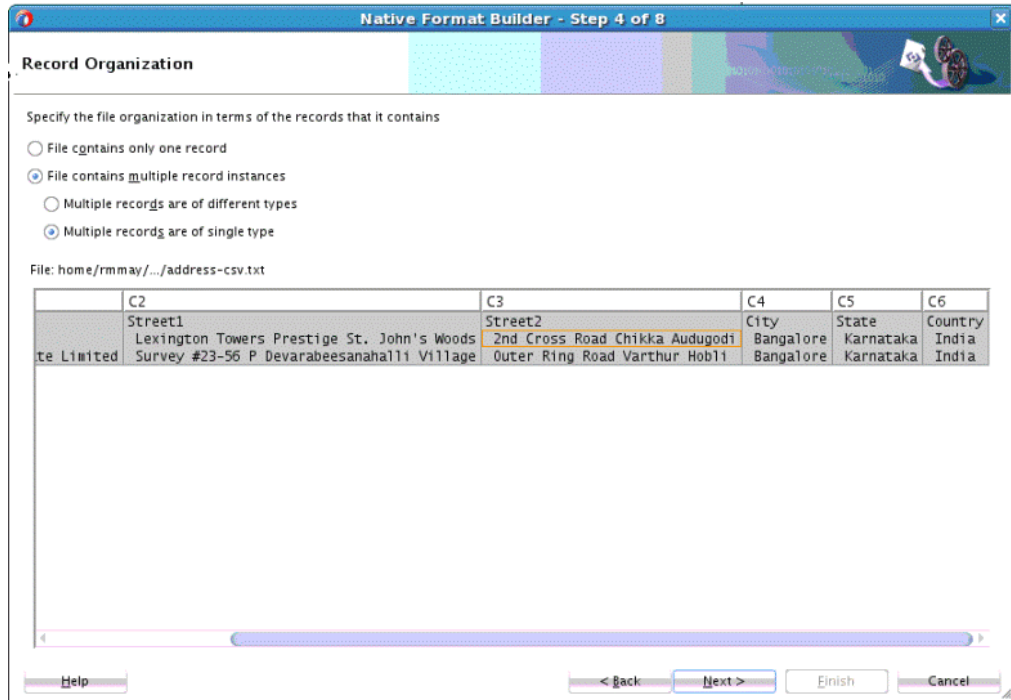 Native Format Builder - Step 4 of 8
Record Organization
Specify the file organization in terms of the records that it contains
File contains only one record
File contains multiple record instances
Multiple records are of different types
Multiple records are of single type
File: home/rmmay/.../address-csv.txt
C2 C3 C4 C5 C6
Street1 Street2 City State Country
Lexington Towers Prestige St. John's Woods 2nd Cross Road Chikka Audugodi Bangalore Karnataka India
te Limited Survey #23-56 P Devarabeesanahalli Village Outer Ring Road Varthur Hobli Bangalore Karnataka India
Help < Back Next > Finish Cancel